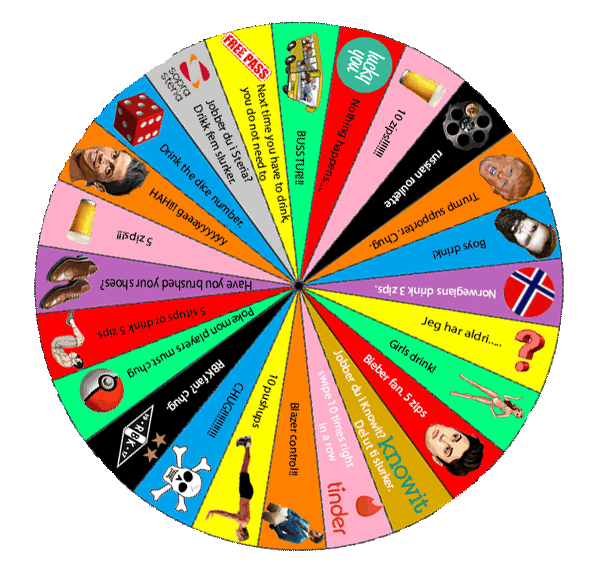 lucky
you.
Nothing happens....
10 zips!!!!!!!
russian roulette
Trump supporter, Chug.
Boys drink!
Norwegians drink 3 zips.
Jeg har aldri.....
Girls drink!
Bieber fan, 5 zips
knowit
Jobber du i Knowit?
Del ut ti slurker.
tinder
swipe 10 times right
in a row
Blazer control!!
10 pushups
CHUG!!!!!!!!!!
R.B.K
RBK fan? chug.
Poke mon players must chug
5 situps or drink 5 zips
Have you brushed your shoes?
5 zips!!!
HAH!!! gaaayyyyyy
Drink the dice number.
sopra
steria
Jobber du i Steria?
Drikk fem slurker.
FREE PASS
Next time you have to drink,
you do not need to
BUSSTUR!!!